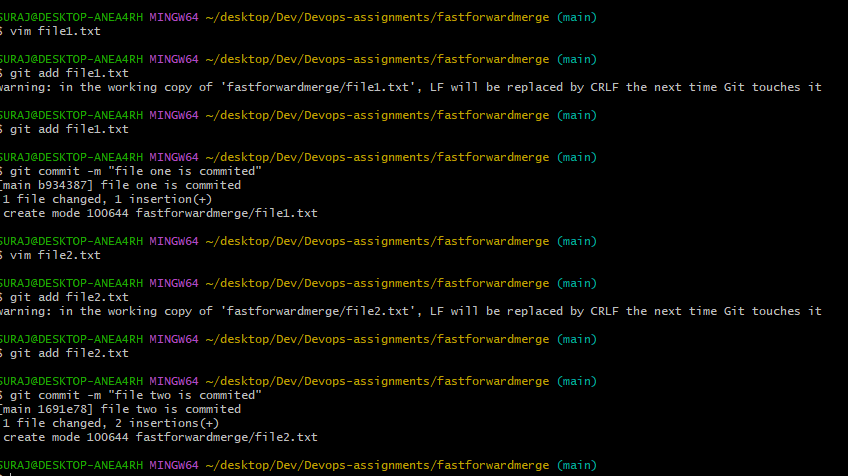 SURAJ@DESKTOP-ANEA4RH MINGW64 ~/desktop/Dev/Devops-assignments/fastforwardmerge (main)
$ vim file1.txt
SURAJ@DESKTOP-ANEA4RH MINGW64 ~/desktop/Dev/Devops-assignments/fastforwardmerge (main)
$ git add file1.txt
warning: in the working copy of 'fastforwardmerge/file1.txt', LF will be replaced by CRLF the next time Git touches it
SURAJ@DESKTOP-ANEA4RH MINGW64 ~/desktop/Dev/Devops-assignments/fastforwardmerge (main)
$ git add file1.txt
SURAJ@DESKTOP-ANEA4RH MINGW64 ~/desktop/Dev/Devops-assignments/fastforwardmerge (main)
$ git commit -m "file one is commited"
[main b934387] file one is commited
1 file changed, 1 insertion(+)
create mode 100644 fastforwardmerge/file1.txt
SURAJ@DESKTOP-ANEA4RH MINGW64 ~/desktop/Dev/Devops-assignments/fastforwardmerge (main)
$ vim file2.txt
SURAJ@DESKTOP-ANEA4RH MINGW64 ~/desktop/Dev/Devops-assignments/fastforwardmerge (main)
$ git add file2.txt
warning: in the working copy of 'fastforwardmerge/file2.txt', LF will be replaced by CRLF the next time Git touches it
SURAJ@DESKTOP-ANEA4RH MINGW64 ~/desktop/Dev/Devops-assignments/fastforwardmerge (main)
$ git add file2.txt
SURAJ@DESKTOP-ANEA4RH MINGW64 ~/desktop/Dev/Devops-assignments/fastforwardmerge (main)
$ git commit -m "file two is commited"
[main 1691e78] file two is commited
1 file changed, 2 insertions(+)
create mode 100644 fastforwardmerge/file2.txt
SURAJ@DESKTOP-ANEA4RH MINGW64 ~/desktop/Dev/Devops-assignments/fastforwardmerge (main)